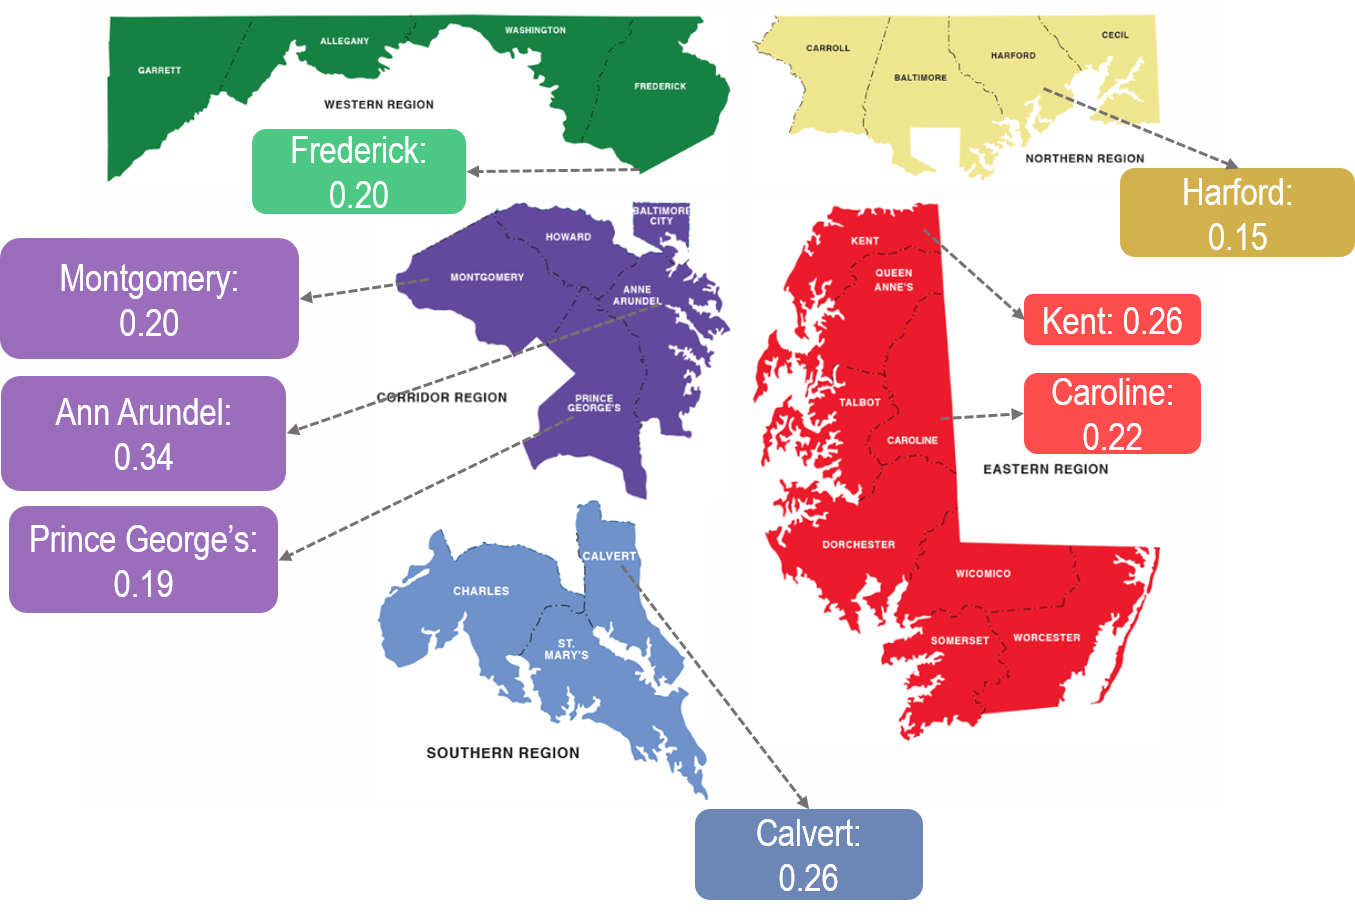 GARRETT
ALLEGANY
WASHINGTON
FREDERICK
WESTERN REGION
Frederick:
0.20
CARROLL
BALTIMORE
HARFORD
CECIL
NORTHERN REGION
Harford:
0.15
BALTIMORE
CITY
HOWARD
MONTGOMERY
ANNE
ARUNDEL
PRINCE
GEORGE'S
CORRIDOR REGION
Montgomery:
0.20
Ann Arundel:
0.34
Prince George’s:
0.19
KENT
QUEEN
ANNE'S
TALBOT
CAROLINE
DORCHESTER
WICOMICO
SOMERSET
WORCESTER
EASTERN REGION
Kent: 0.26
Caroline:
0.22
CALVERT
CHARLES
ST.
MARY'S
SOUTHERN REGION
Calvert:
0.26